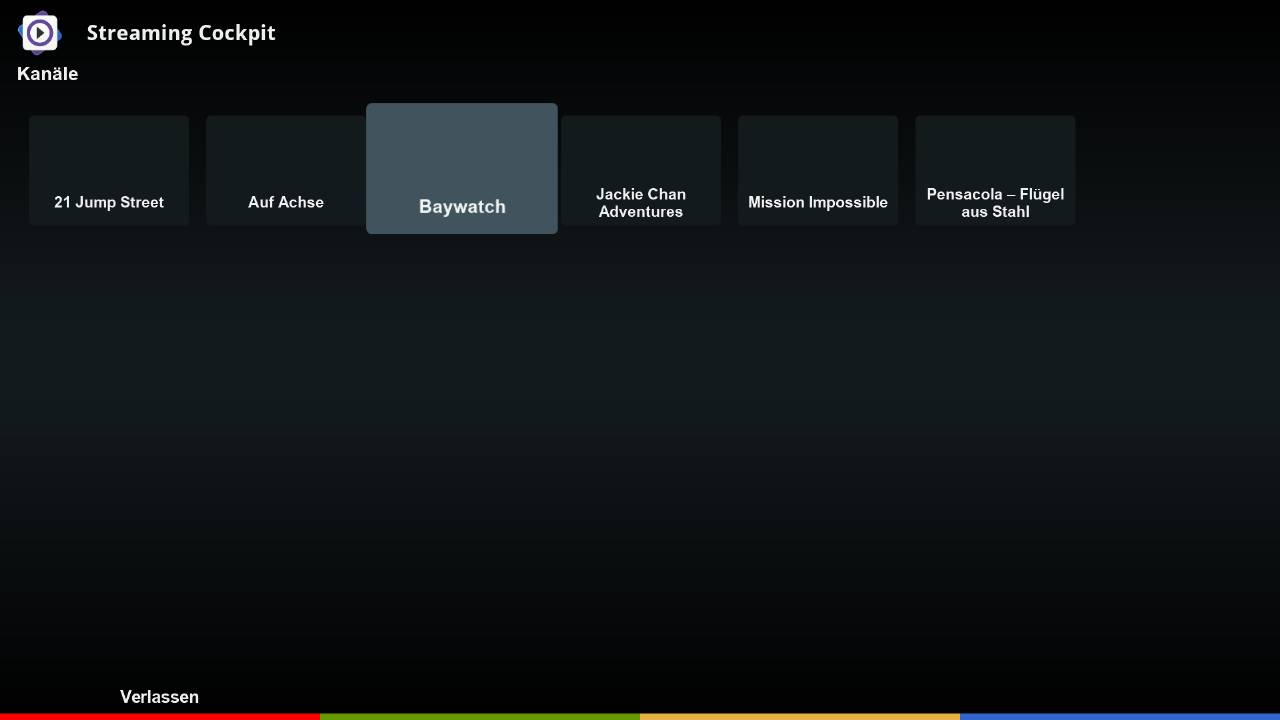 Streaming Cockpit
Kanäle
21 Jump Street
Auf Achse
Baywatch
Jackie Chan
Adventures
Mission Impossible
Pensacola – Flügel
aus Stahl
Verlassen